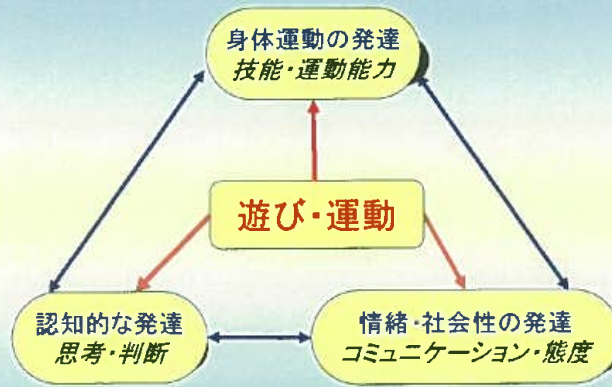 身体運動の発達
技能・運動能力
遊び・運動
認知的な発達
思考・判断
情緒・社会性の発達
コミュニケーション・態度